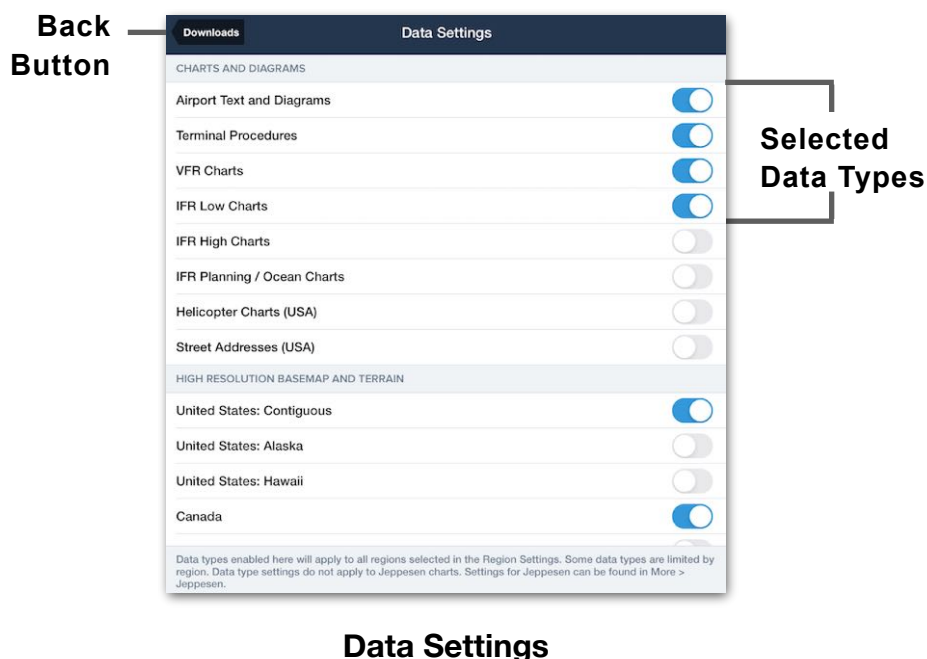 Back
Button
Downloads
Data Settings
CHARTS AND DIAGRAMS
Airport Text and Diagrams
Terminal Procedures
VFR Charts
IFR Low Charts
IFR High Charts
IFR Planning / Ocean Charts
Helicopter Charts (USA)
Street Addresses (USA)
HIGH RESOLUTION BASEMAP AND TERRAIN
United States: Contiguous
United States: Alaska
United States: Hawaii
Canada
Data types enabled here will apply to all regions selected in the Region Settings. Some data types are limited by
region. Data type settings do not apply to Jeppesen charts. Settings for Jeppesen can be found in More >
Jeppesen.
Selected
Data Types
Data Settings